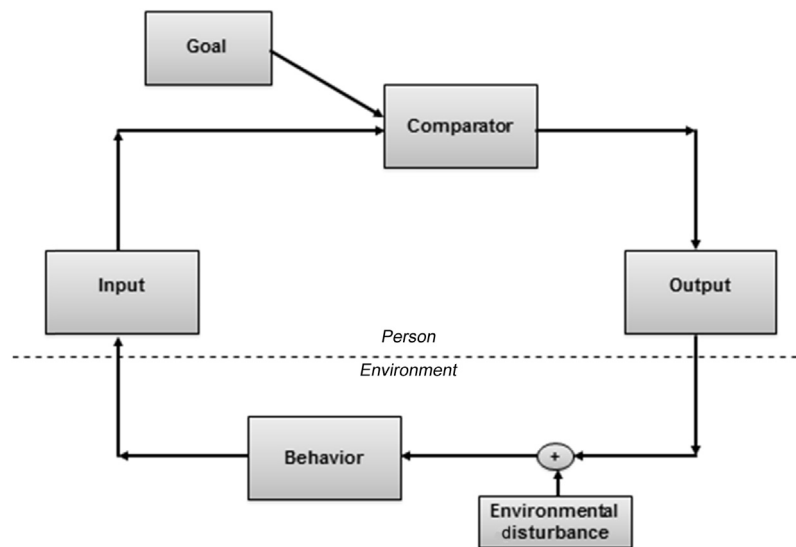 Goal
Comparator
Input
Output
Person
Environment
Behavior
+
Environmental
disturbance